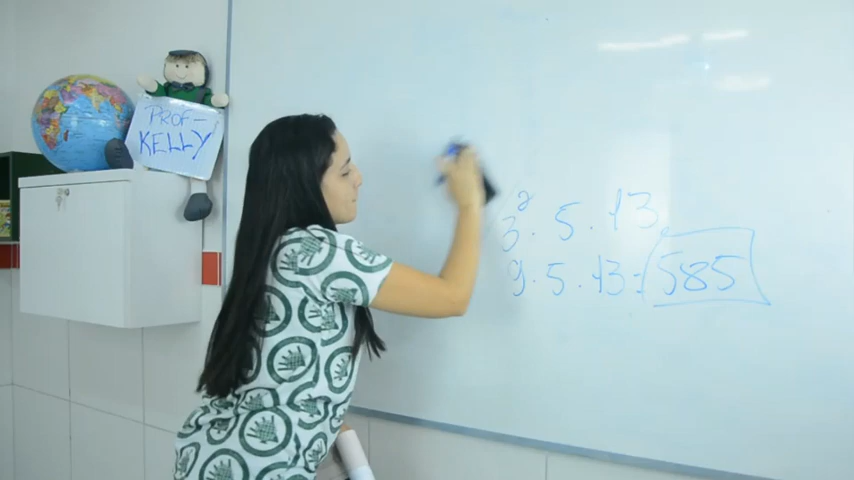 PROF-
KELLY
3² . 5 . 13
9 . 5 . 13 = 585